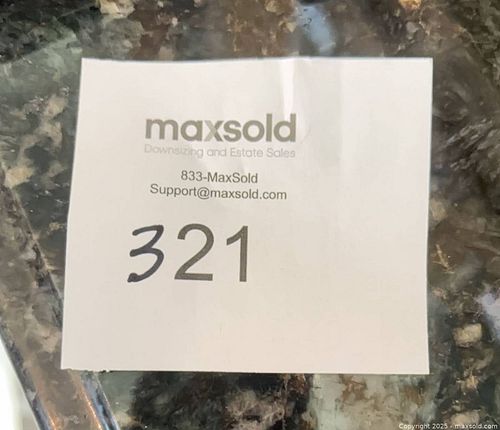 maxsold
Downsizing and Estate Sales
833-MaxSold
Support@maxsold.com
321
Copyright 2025 - maxsold.com